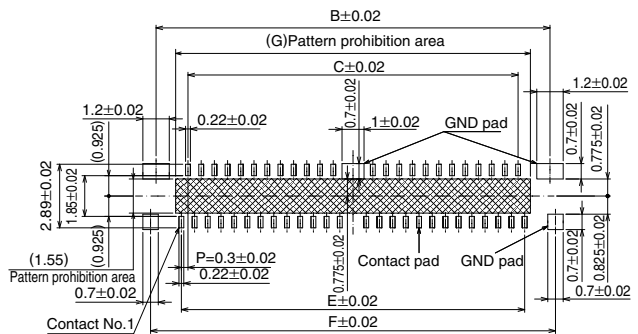 B±0.02
(G)Pattern prohibition area
C±0.02
1.2±0.02
1.2±0.02
0.22±0.02
0.7±0.02
1±0.02
GND pad
0.7±0.02
0.775±0.02
(0.925)
2.89±0.02
1.85±0.02
(0.925)
(1.55)
Pattern prohibition area
P=0.3±0.02
0.22±0.02
0.775±0.02
Contact pad
GND pad
0.7±0.02
0.825±0.02
0.7±0.02
0.7±0.02
E±0.02
Contact No.1
F±0.02